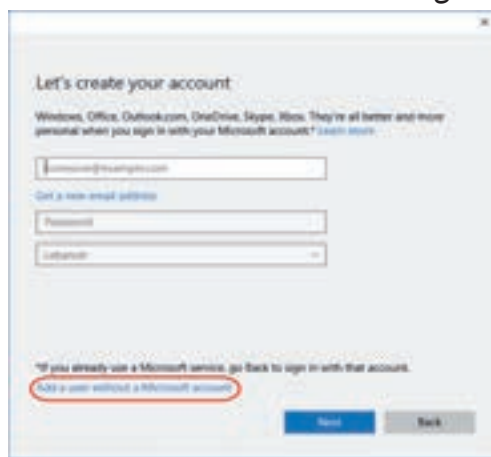 Let's create your account
Windows, Office, Outlook.com, OneDrive, Skype, Xbox. They're all better and more
personal when you sign in with your Microsoft account.* Learn more
someone@example.com
Get a new email address
Password
Lebanon
*If you already use a Microsoft service, go Back to sign in with that account.
Add a user without a Microsoft account
Next
Back